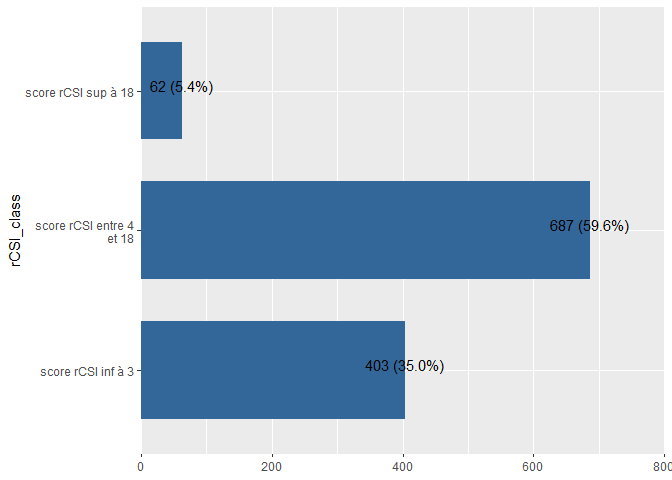 rCSI_class
score rCSI sup à 18
62 (5.4%)
score rCSI entre 4
et 18
687 (59.6%)
score rCSI inf à 3
403 (35.0%)
0 200 400 600 800